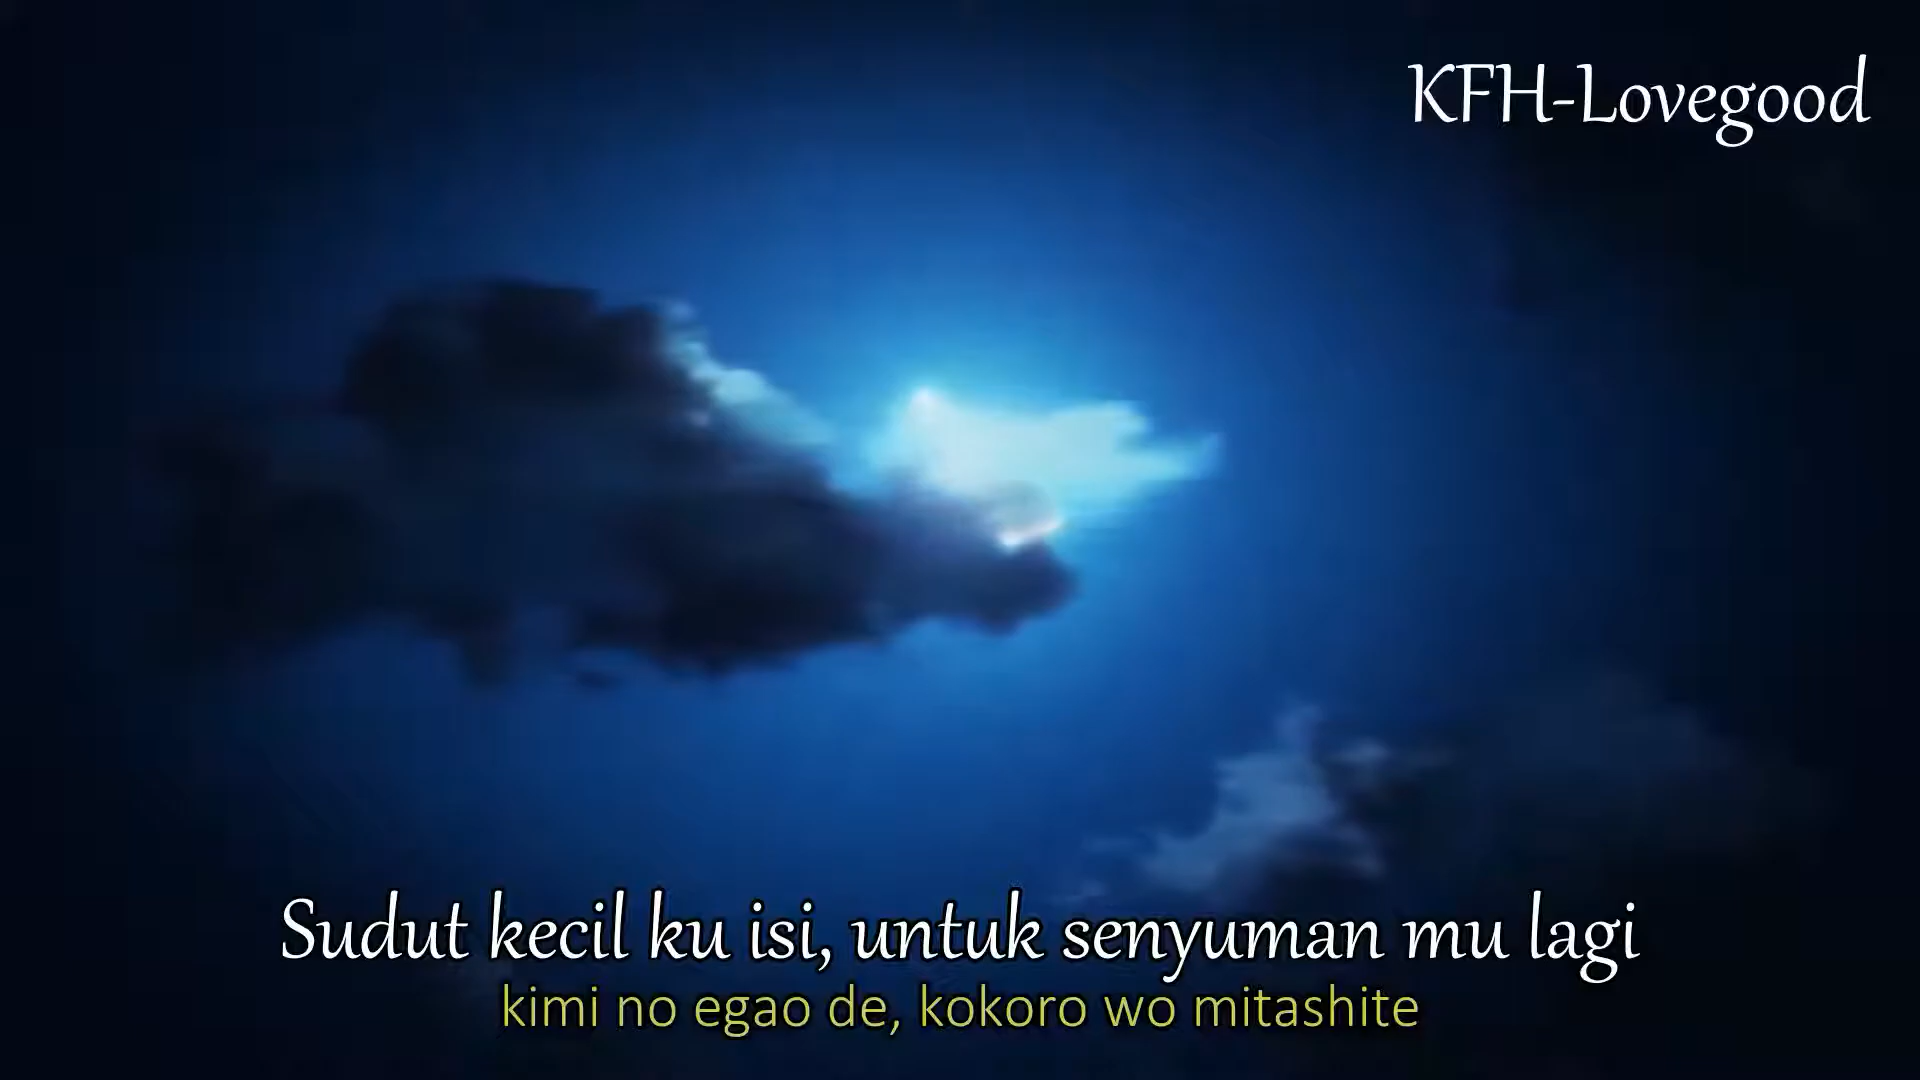 KFH-Lovegood
Sudut kecil ku isi, untuk senyuman mu lagi
kimi no egao de, kokoro wo mitashite